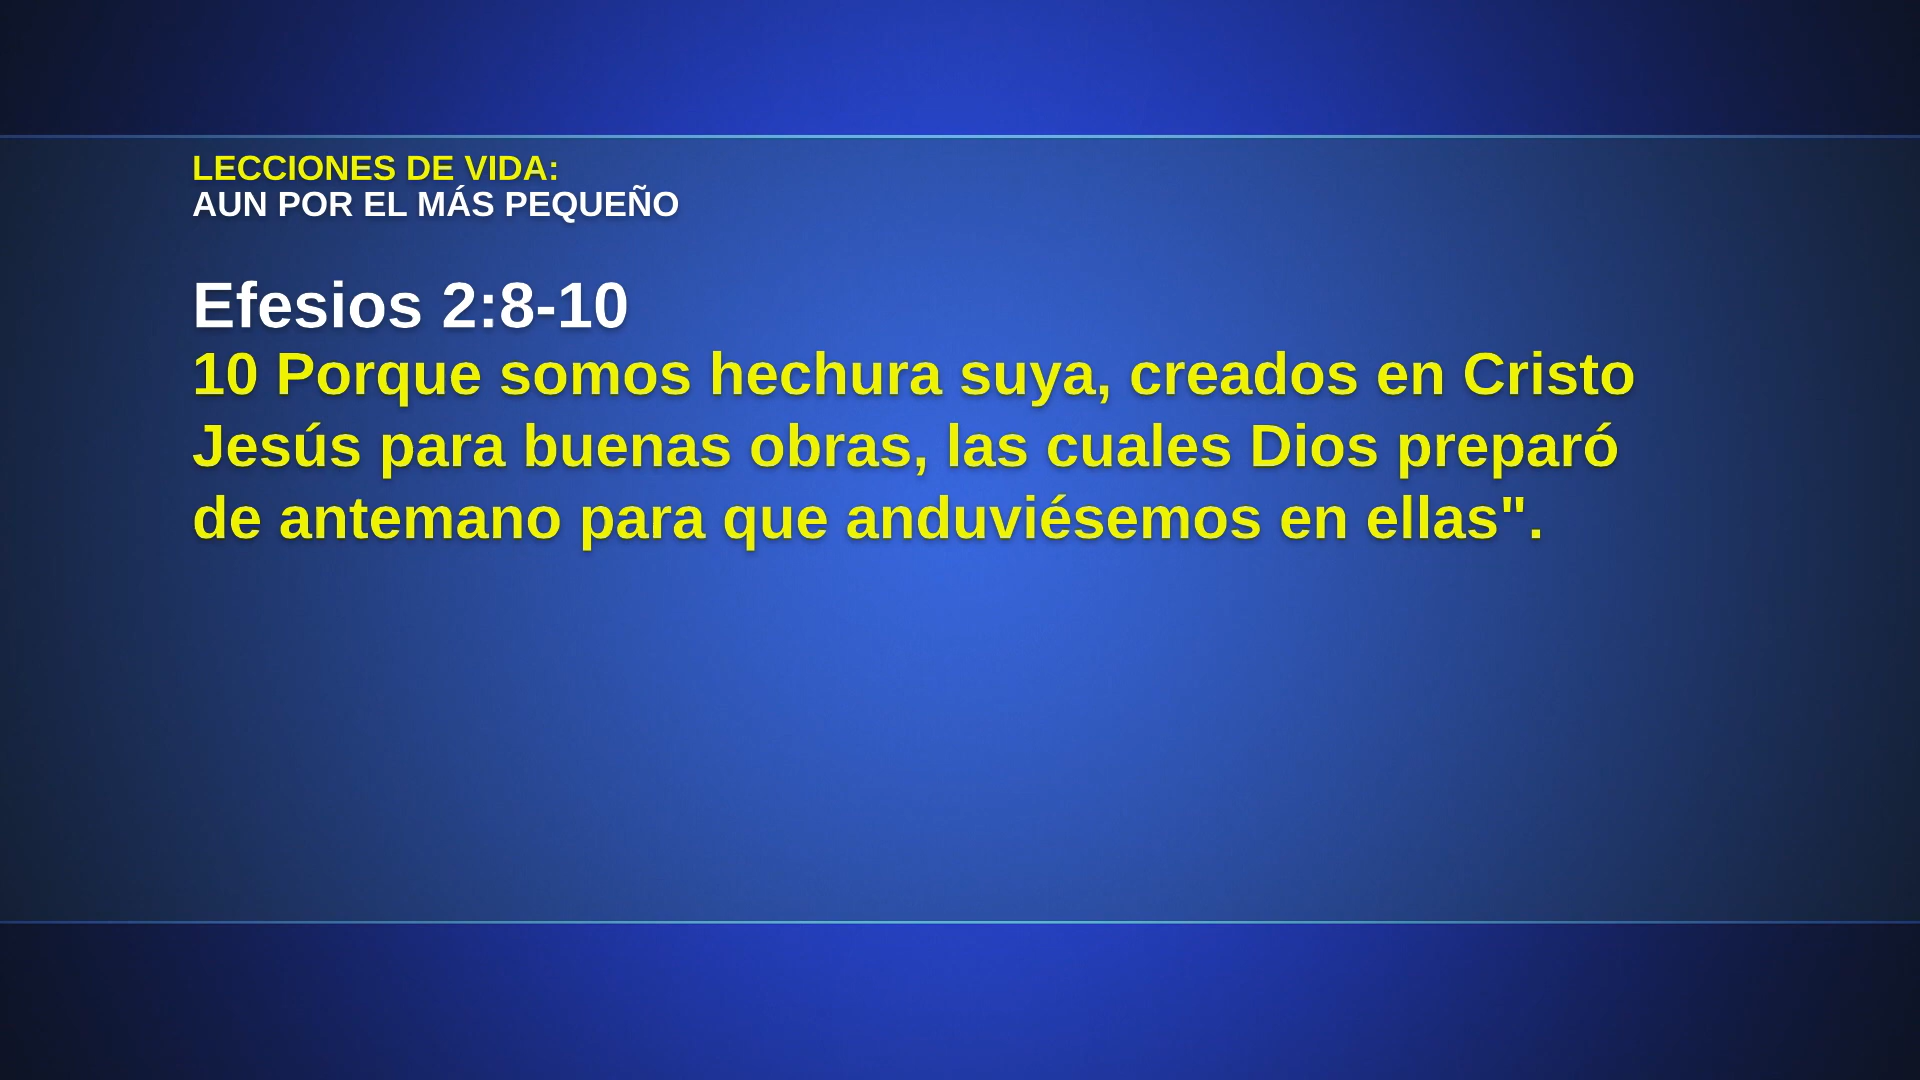 LECCIONES DE VIDA:
AUN POR EL MÁS PEQUEÑO
Efesios 2:8-10
10 Porque somos hechura suya, creados en Cristo
Jesús para buenas obras, las cuales Dios preparó
de antemano para que anduviésemos en ellas".